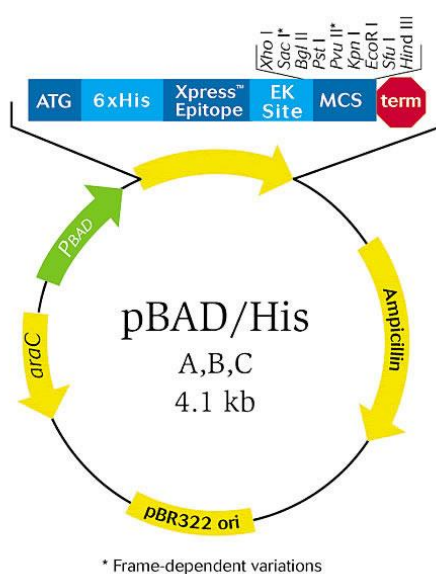 Xho I
Sac I*
Bgl II
Pst I
Pvu II*
Kpn I
EcoR I
Sfu I
Hind III
ATG
6xHis
Xpress™
Epitope
EK
Site
MCS
term
PBAD
araC
Ampicillin
pBR322 ori
pBAD/His
A,B,C
4.1 kb
* Frame-dependent variations